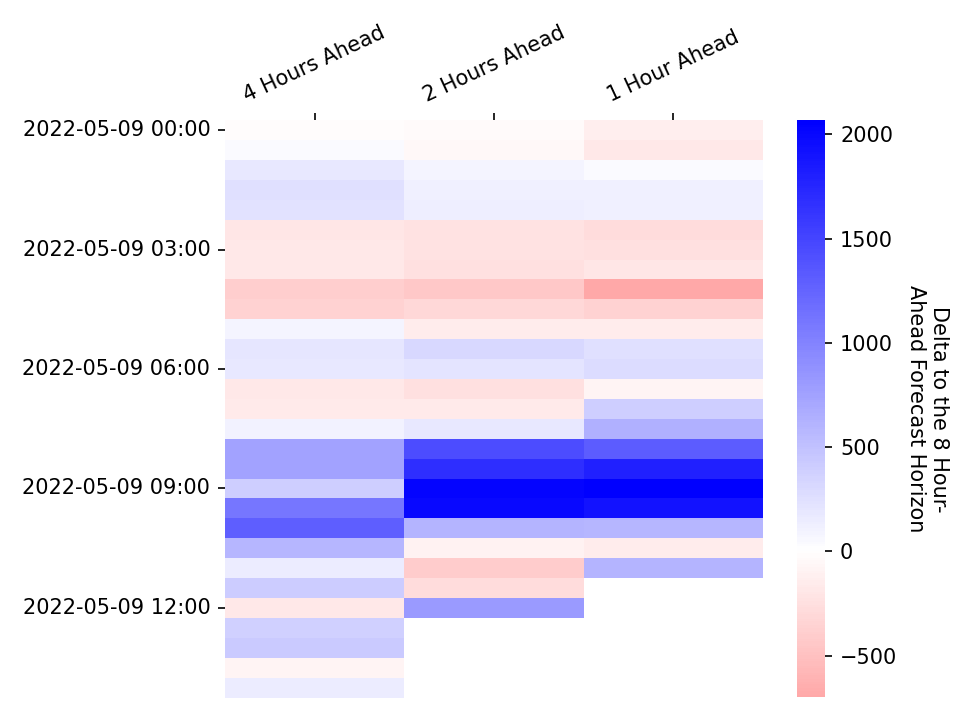 4 Hours Ahead
2 Hours Ahead
1 Hour Ahead
2022-05-09 00:00
2022-05-09 03:00
2022-05-09 06:00
2022-05-09 09:00
2022-05-09 12:00
2000
1500
1000
500
0
−500
Delta to the 8 Hour-
Ahead Forecast Horizon